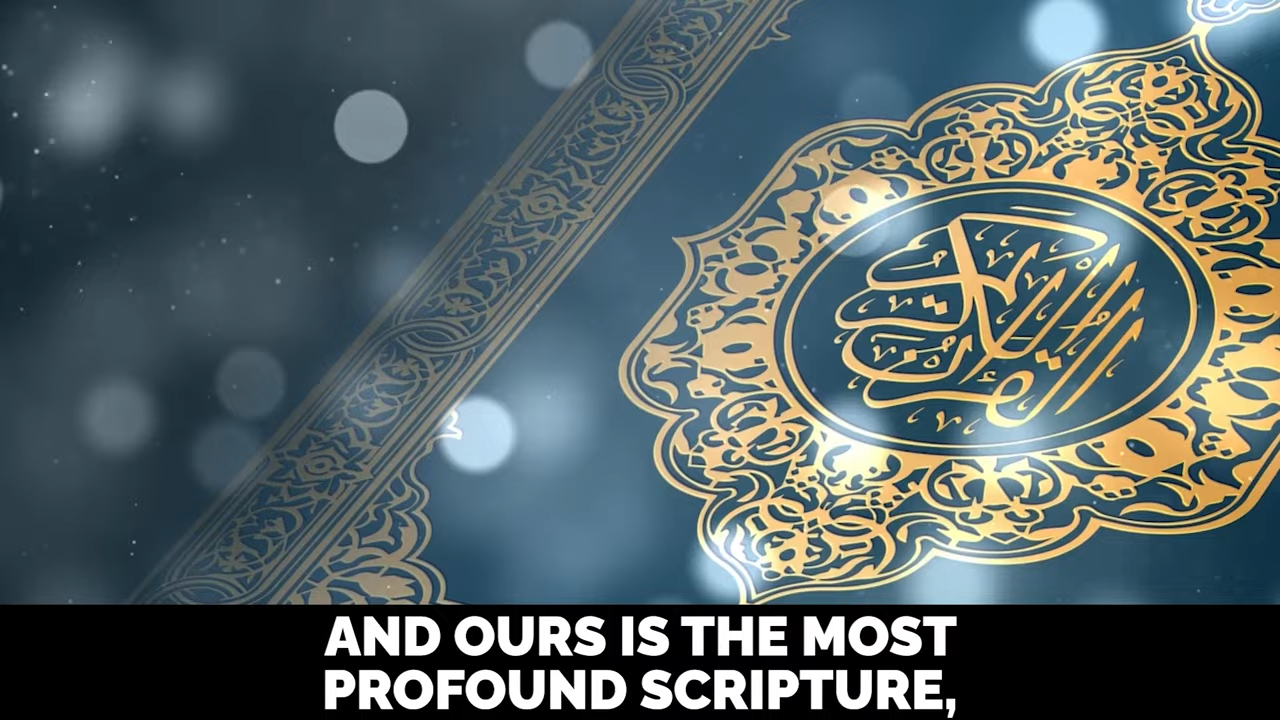 القرآن الكريم
AND OURS IS THE MOST
PROFOUND SCRIPTURE,